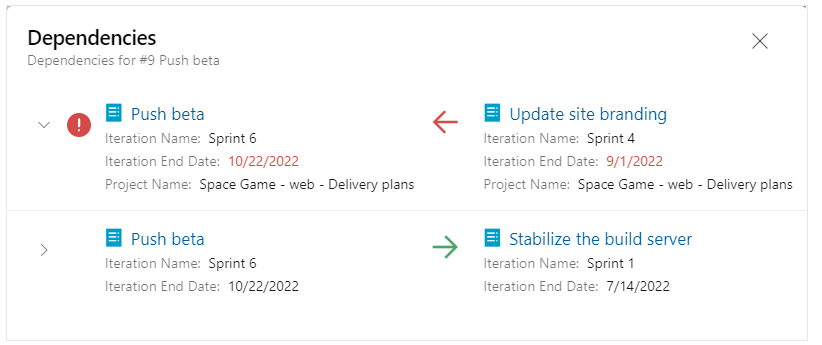 Dependencies
Dependencies for #9 Push beta
Push beta
Iteration Name: Sprint 6
Iteration End Date: 10/22/2022
Project Name: Space Game - web - Delivery plans
Update site branding
Iteration Name: Sprint 4
Iteration End Date: 9/1/2022
Project Name: Space Game - web - Delivery plans
Push beta
Iteration Name: Sprint 6
Iteration End Date: 10/22/2022
Stabilize the build server
Iteration Name: Sprint 1
Iteration End Date: 7/14/2022